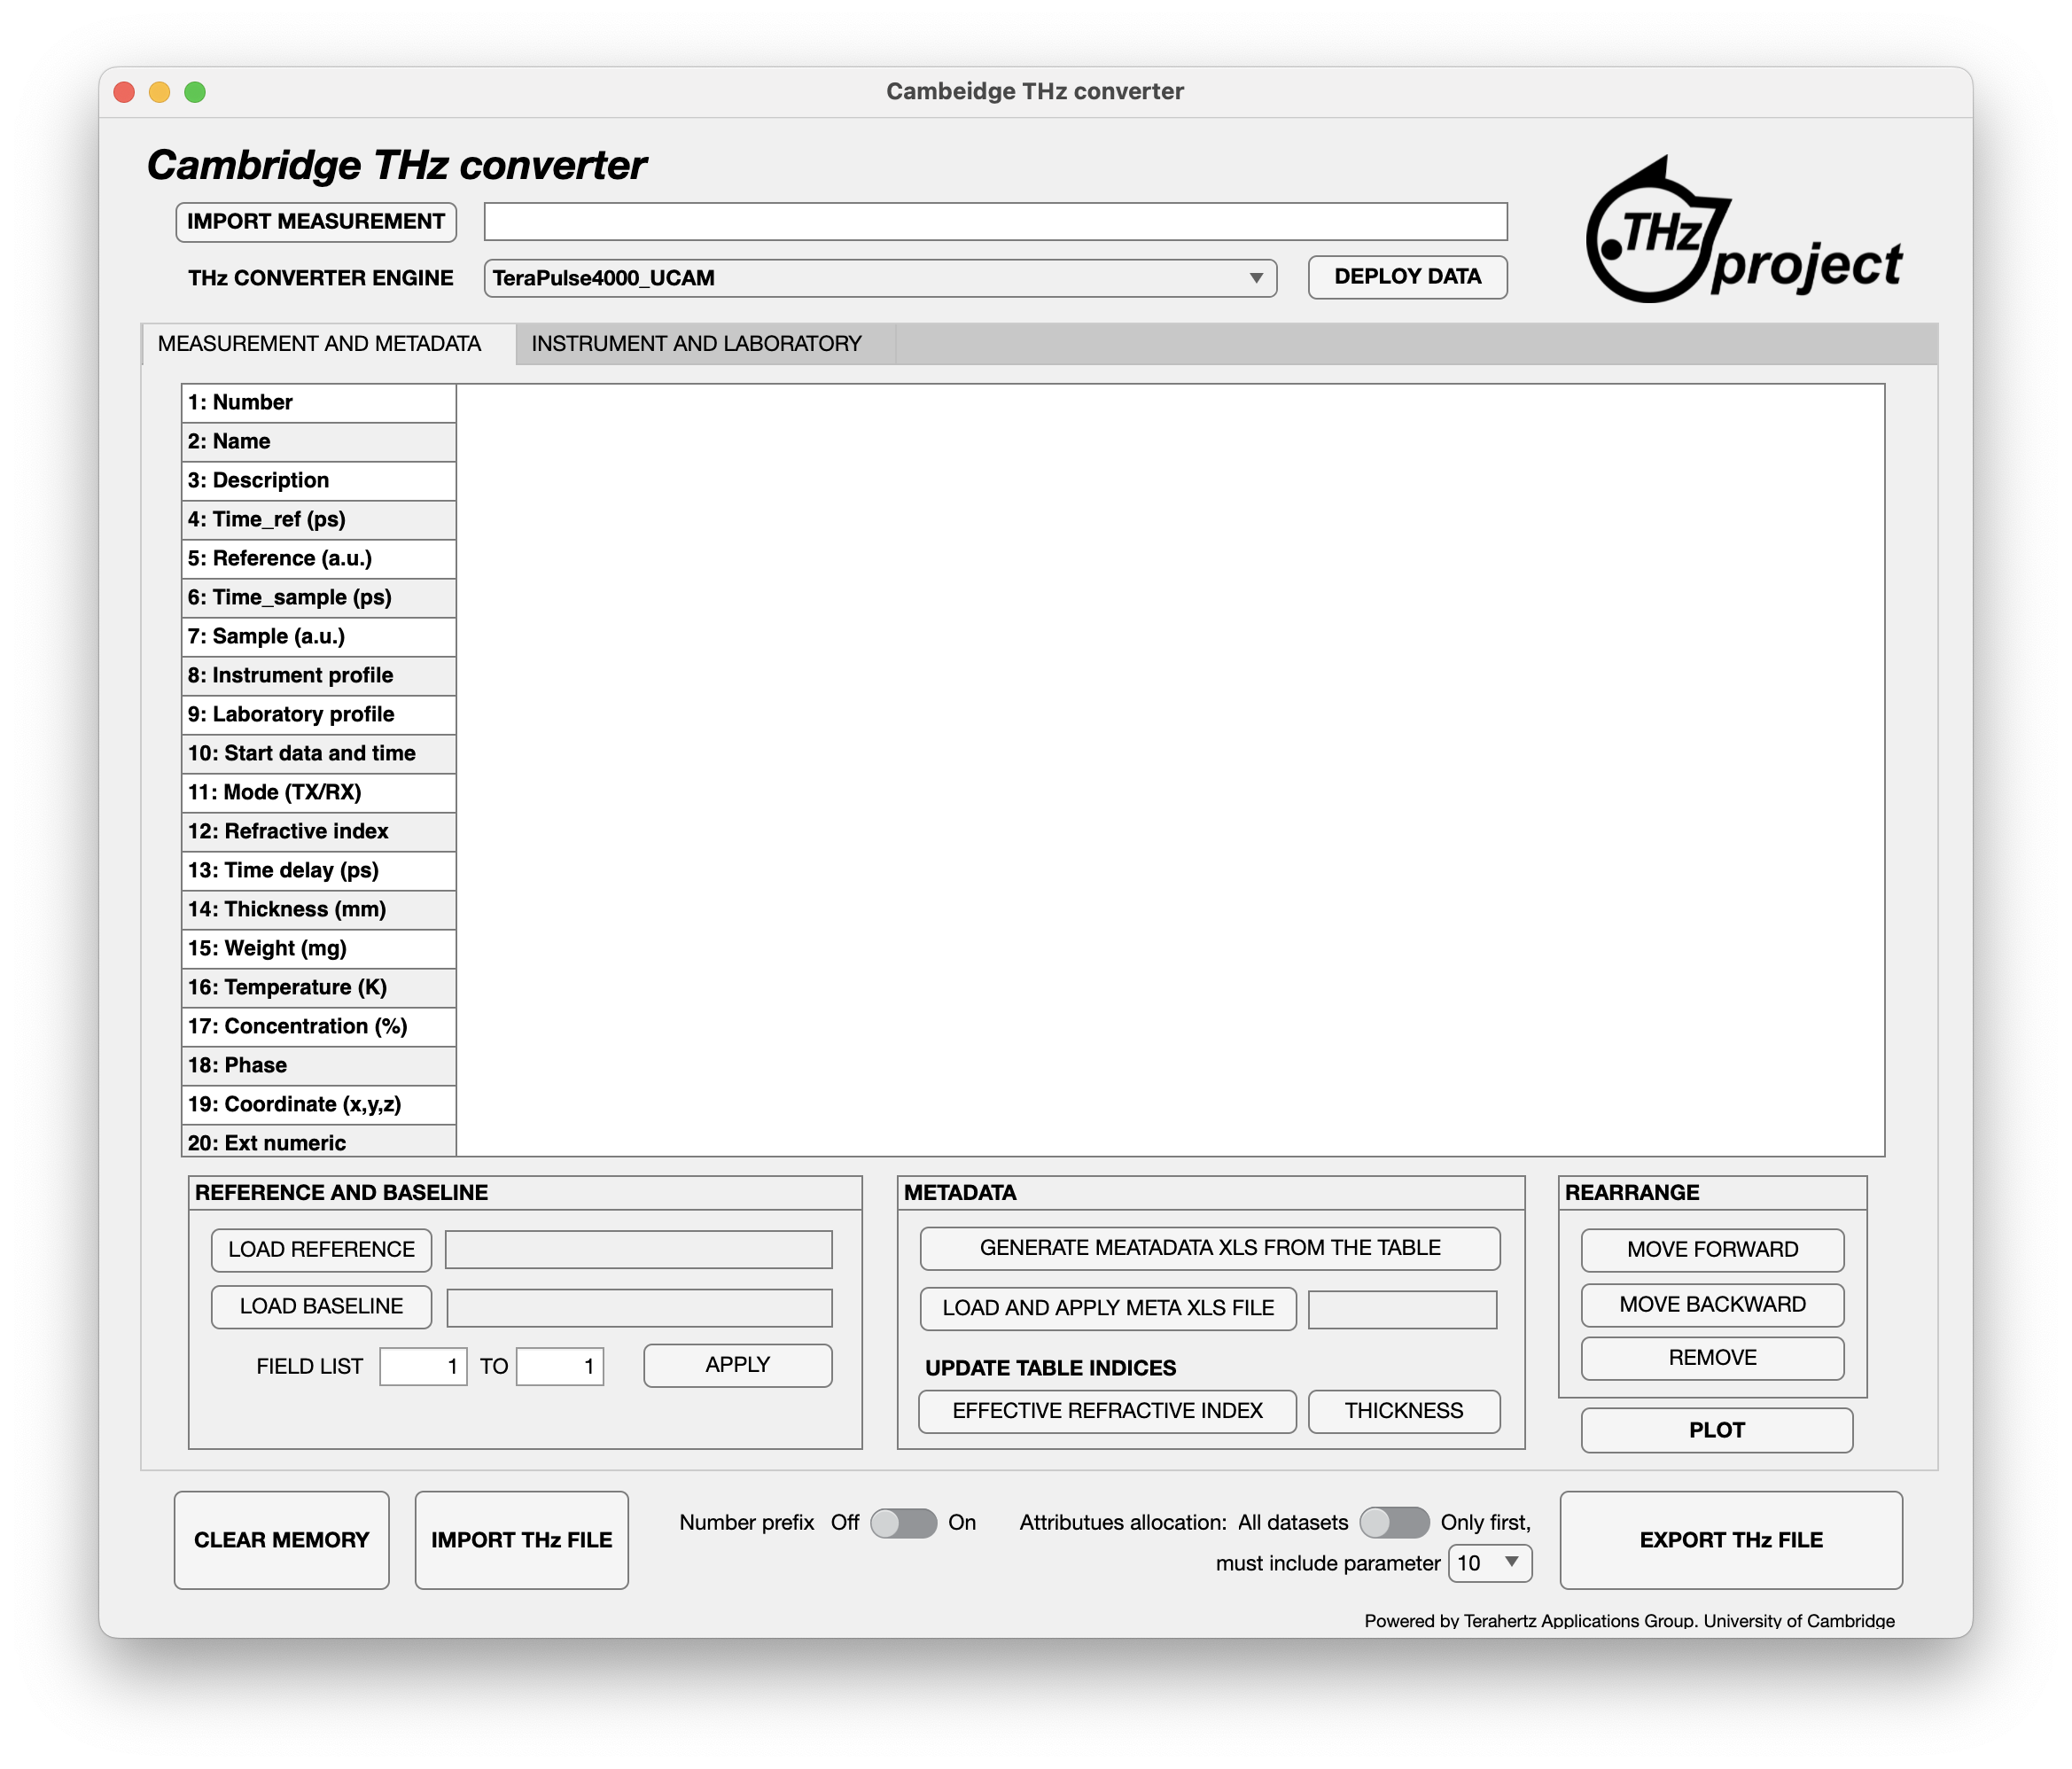 Cambeidge THz converter
Cambridge THz converter
IMPORT MEASUREMENT
THz CONVERTER ENGINE
TeraPulse4000_UCAM
DEPLOY DATA
.THz
project
MEASUREMENT AND METADATA
INSTRUMENT AND LABORATORY
1: Number
2: Name
3: Description
4: Time_ref (ps)
5: Reference (a.u.)
6: Time_sample (ps)
7: Sample (a.u.)
8: Instrument profile
9: Laboratory profile
10: Start data and time
11: Mode (TX/RX)
12: Refractive index
13: Time delay (ps)
14: Thickness (mm)
15: Weight (mg)
16: Temperature (K)
17: Concentration (%)
18: Phase
19: Coordinate (x,y,z)
20: Ext numeric
REFERENCE AND BASELINE
LOAD REFERENCE
LOAD BASELINE
FIELD LIST 1 TO 1
APPLY
METADATA
GENERATE MEATADATA XLS FROM THE TABLE
LOAD AND APPLY META XLS FILE
UPDATE TABLE INDICES
EFFECTIVE REFRACTIVE INDEX
THICKNESS
REARRANGE
MOVE FORWARD
MOVE BACKWARD
REMOVE
PLOT
CLEAR MEMORY
IMPORT THz FILE
Number prefix Off On
Attributues allocation: All datasets Only first,
must include parameter 10
EXPORT THz FILE
Powered by Terahertz Applications Group. University of Cambridge